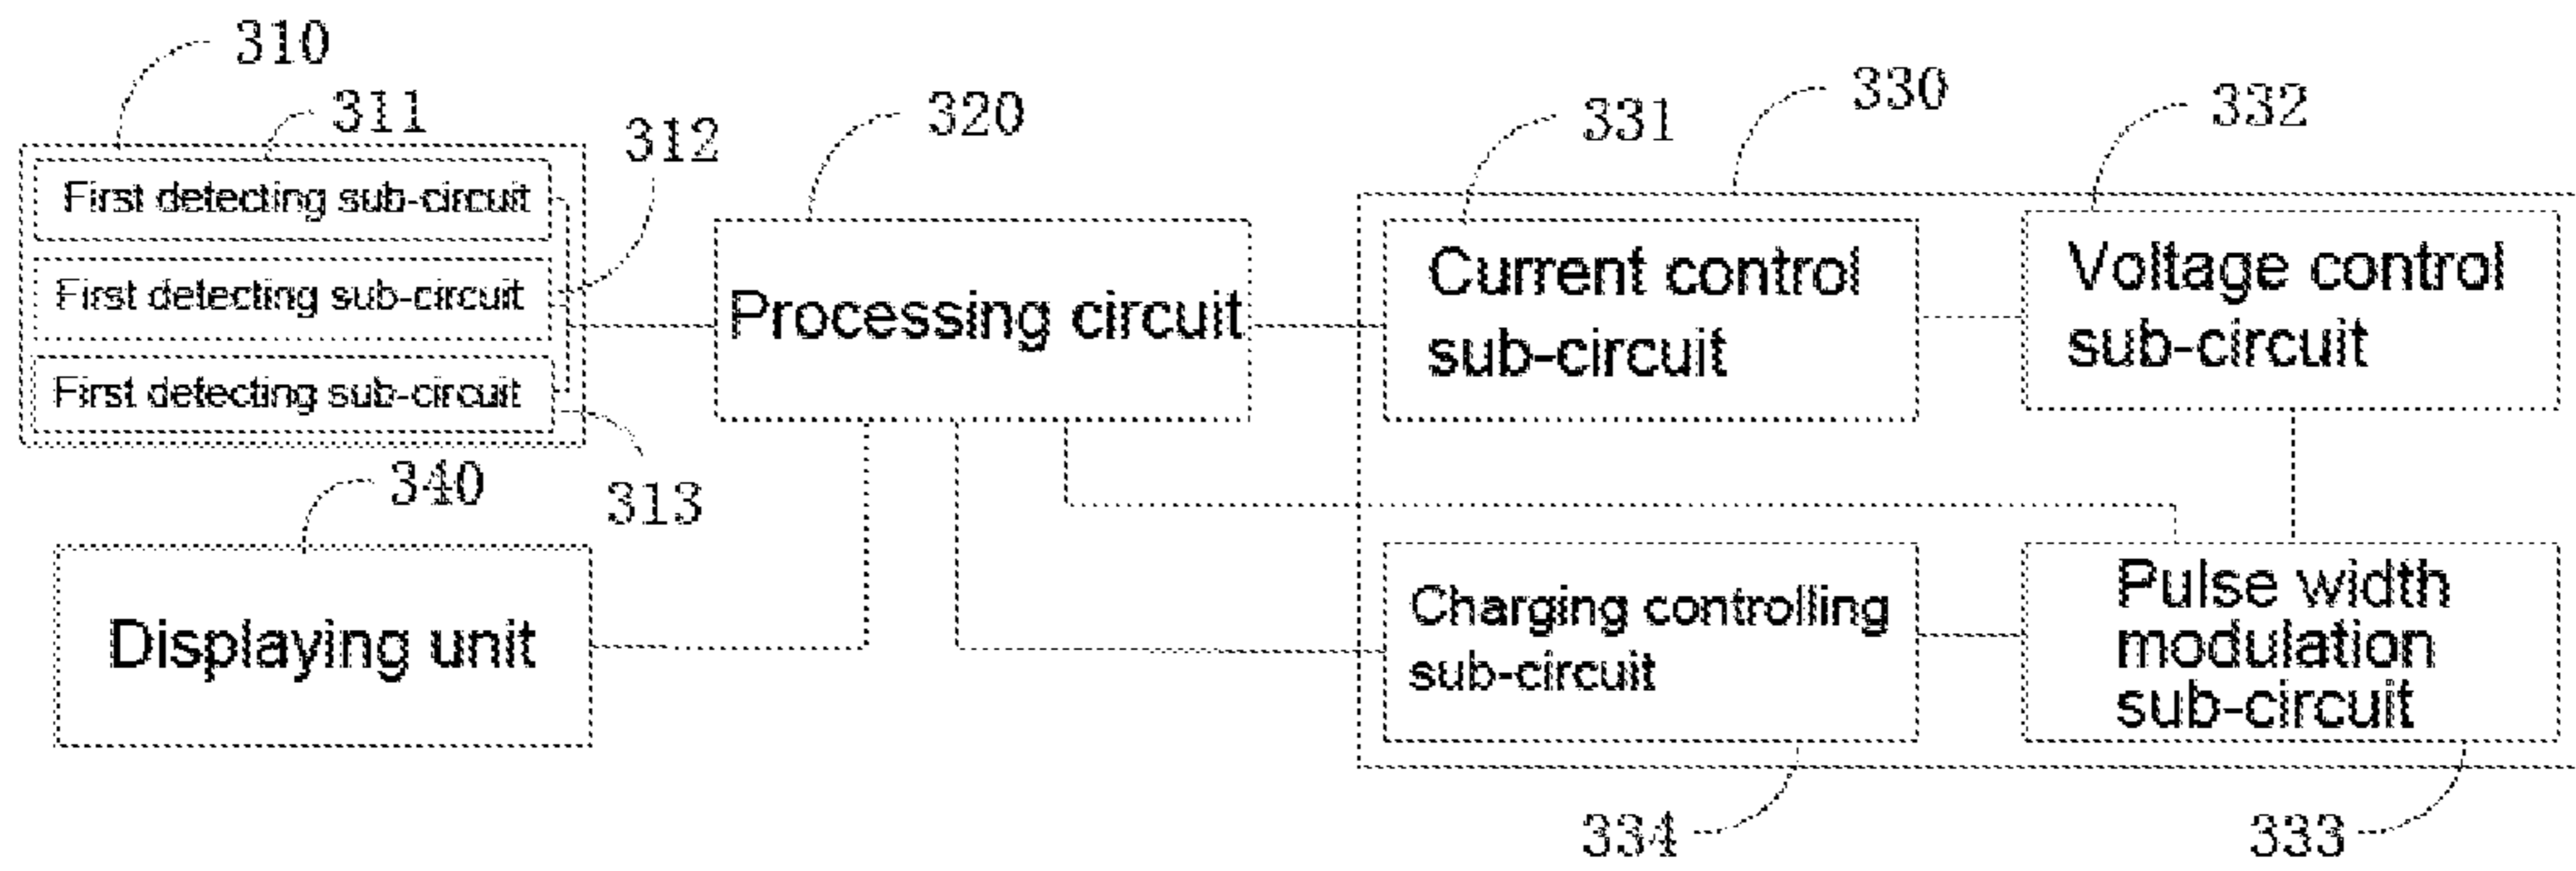 310
311
312
320
331
330
332
First detecting sub-circuit
First detecting sub-circuit
First detecting sub-circuit
Processing circuit
Current control
sub-circuit
Voltage control
sub-circuit
340
313
Displaying unit
Charging controlling
sub-circuit
Pulse width
modulation
sub-circuit
334
333